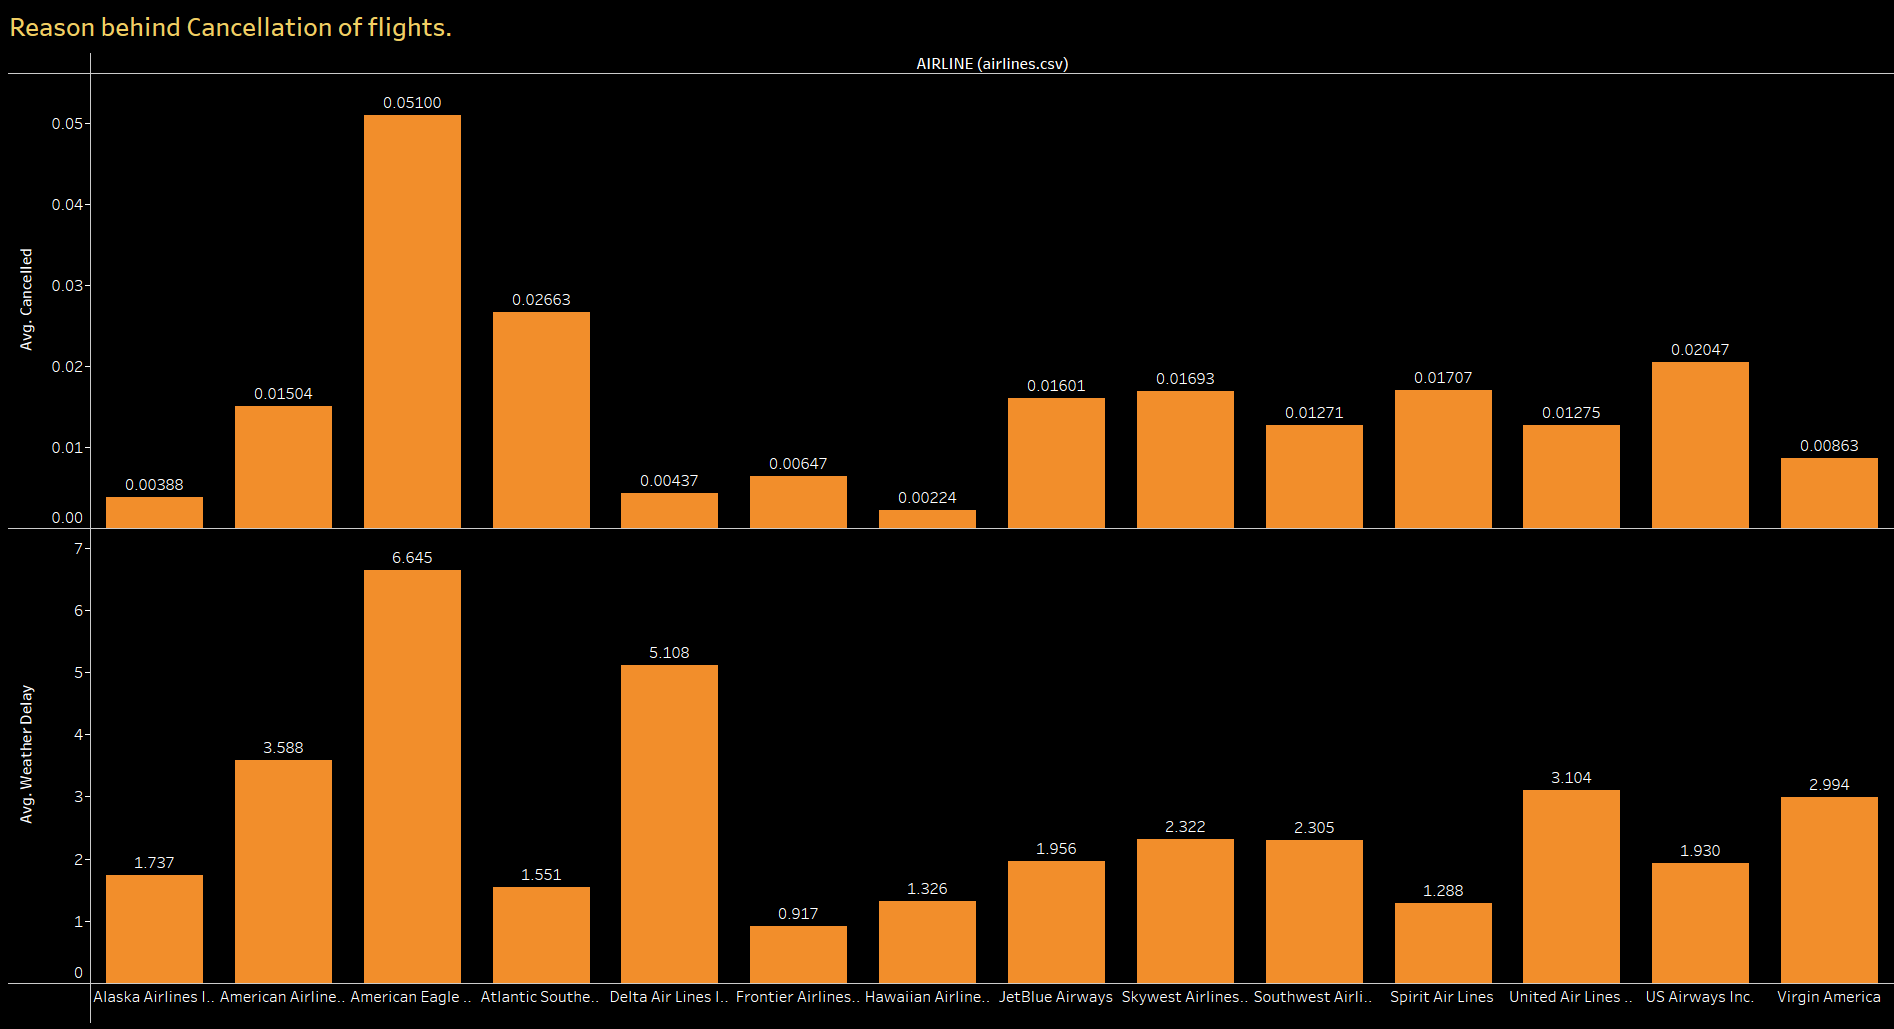 Reason behind Cancellation of flights.
AIRLINE (airlines.csv)
Avg. Cancelled
0.05
0.04
0.03
0.02
0.01
0.00
0.00388
0.01504
0.05100
0.02663
0.00437
0.00647
0.00224
0.01601
0.01693
0.01271
0.01707
0.01275
0.02047
0.00863
Avg. Weather Delay
7
6
5
4
3
2
1
0
1.737
3.588
6.645
1.551
5.108
0.917
1.326
1.956
2.322
2.305
1.288
3.104
1.930
2.994
Alaska Airlines I..
American Airline..
American Eagle ..
Atlantic Southe..
Delta Air Lines I..
Frontier Airlines..
Hawaiian Airline..
JetBlue Airways
Skywest Airlines..
Southwest Airli..
Spirit Air Lines
United Air Lines ..
US Airways Inc.
Virgin America